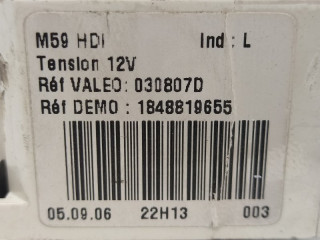 M59 HDI Ind : L
Tension 12V
Réf VALEO: 030807D
Réf DEMO : 1848819655
05.09.06 22H13 003